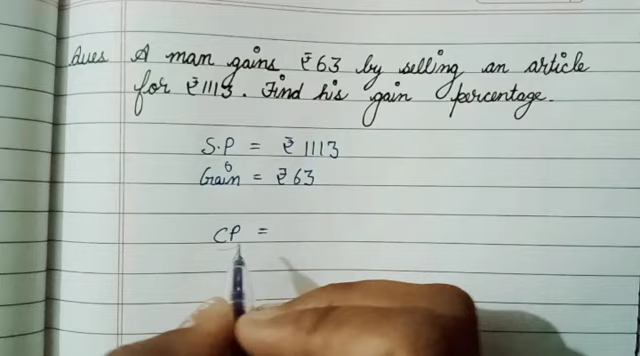 Ques A man gains ₹63 by selling an article
for ₹1113. Find his gain percentage.
S.P = ₹1113
Gain = ₹63
CP =